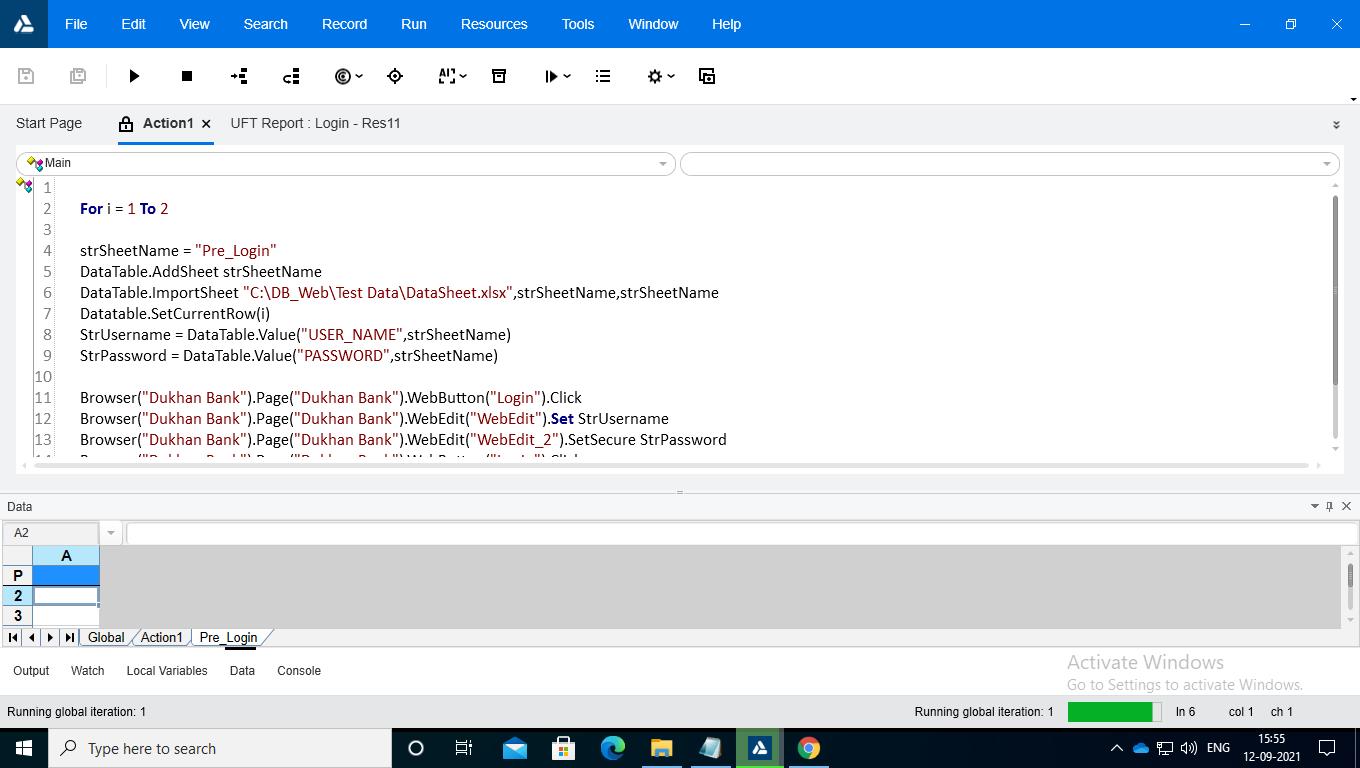 File Edit View Search Record Run Resources Tools Window Help
Start Page Action1 UFT Report : Login - Res11
Main
1
2 For i = 1 To 2
3
4 strSheetName = "Pre_Login"
5 DataTable.AddSheet strSheetName
6 DataTable.ImportSheet "C:\DB_Web\Test Data\DataSheet.xlsx",strSheetName,strSheetName
7 Datatable.SetCurrentRow(i)
8 StrUsername = DataTable.Value("USER_NAME",strSheetName)
9 StrPassword = DataTable.Value("PASSWORD",strSheetName)
10
11 Browser("Dukhan Bank").Page("Dukhan Bank").WebButton("Login").Click
12 Browser("Dukhan Bank").Page("Dukhan Bank").WebEdit("WebEdit").Set StrUsername
13 Browser("Dukhan Bank").Page("Dukhan Bank").WebEdit("WebEdit_2").SetSecure StrPassword
Data
A2
A
P
2
3
Global Action1 Pre_Login
Output Watch Local Variables Data Console
Activate Windows
Go to Settings to activate Windows.
Running global iteration: 1 Running global iteration: 1 ln 6 col 1 ch 1
Type here to search ENG 15:55
12-09-2021